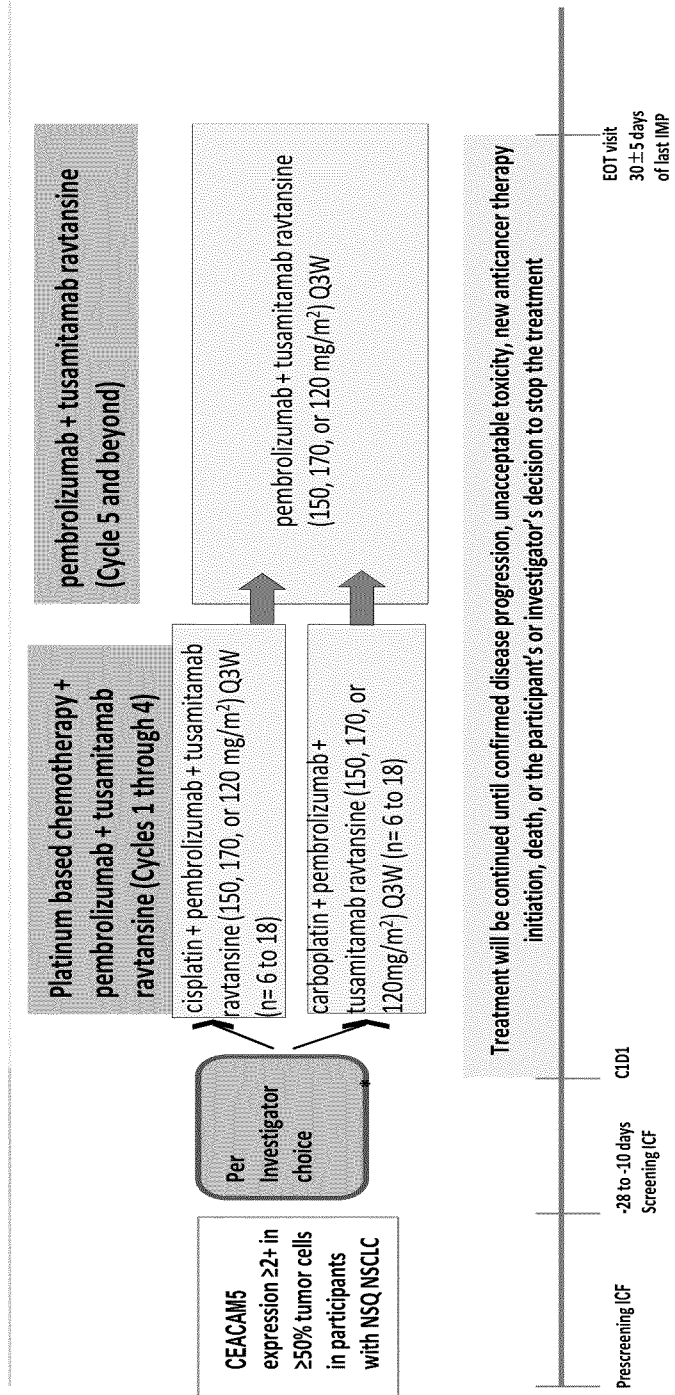 Platinum based chemotherapy +
pembrolizumab + tusamitamab
ravtansine (Cycles 1 through 4)
pembrolizumab + tusamitamab ravtansine
(Cycle 5 and beyond)
CEACAM5
expression ≥2+ in
≥50% tumor cells
in participants
with NSQ NSCLC
Per
Investigator
choice
*
cisplatin + pembrolizumab + tusamitamab
ravtansine (150, 170, or 120 mg/m²) Q3W
(n= 6 to 18)
carboplatin + pembrolizumab +
tusamitamab ravtansine (150, 170, or
120mg/m²) Q3W (n= 6 to 18)
pembrolizumab + tusamitamab ravtansine
(150, 170, or 120 mg/m²) Q3W
Treatment will be continued until confirmed disease progression, unacceptable toxicity, new anticancer therapy
initiation, death, or the participant's or investigator's decision to stop the treatment
Prescreening ICF
-28 to -10 days
Screening ICF
C1D1
EOT visit
30±5 days
of last IMP